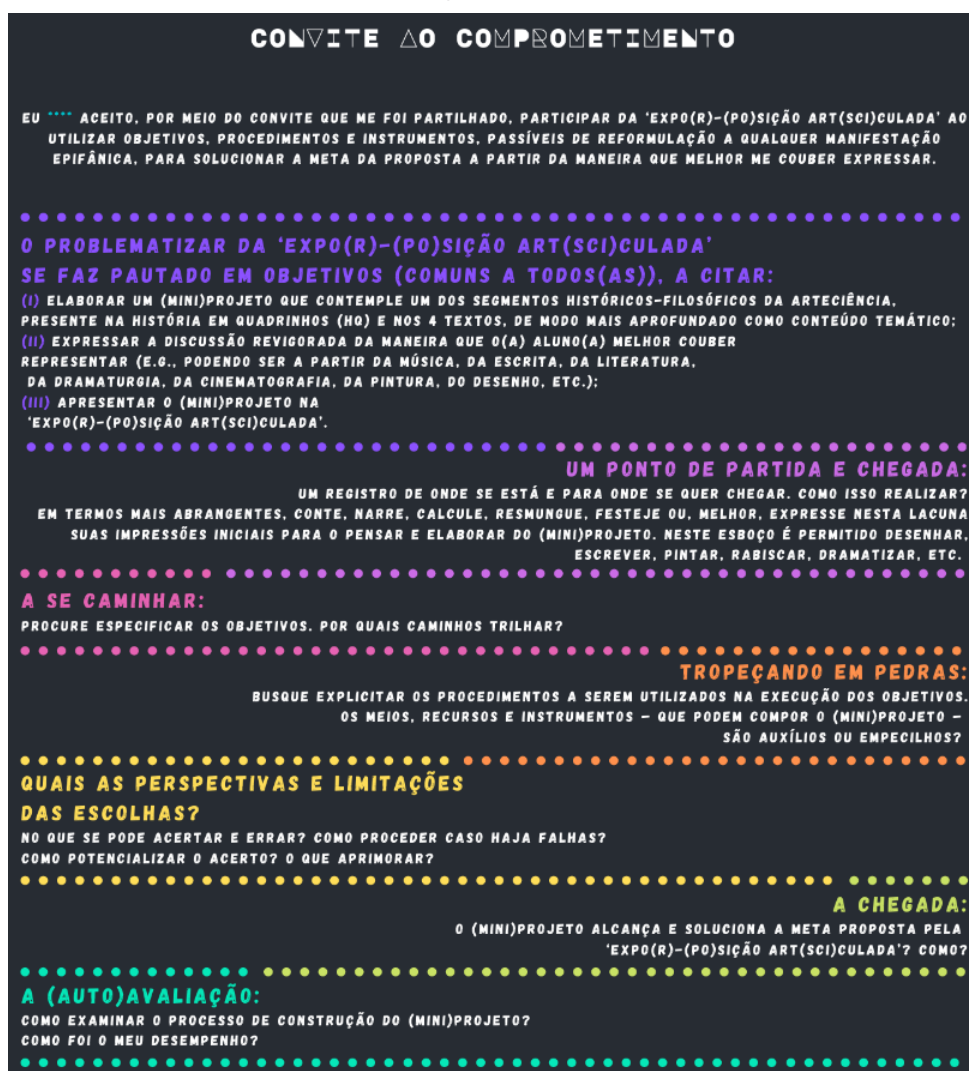 CONVITE AO COMPROMETIMENTO
EU **** ACEITO, POR MEIO DO CONVITE QUE ME FOI PARTILHADO, PARTICIPAR DA 'EXPO(R)-(PO)SIÇÃO ART(SCI)CULADA' AO
UTILIZAR OBJETIVOS, PROCEDIMENTOS E INSTRUMENTOS, PASSÍVEIS DE REFORMULAÇÃO A QUALQUER MANIFESTAÇÃO
EPIFÂNICA, PARA SOLUCIONAR A META DA PROPOSTA A PARTIR DA MANEIRA QUE MELHOR ME COUBER EXPRESSAR.
O PROBLEMATIZAR DA 'EXPO(R)-(PO)SIÇÃO ART(SCI)CULADA'
SE FAZ PAUTADO EM OBJETIVOS (COMUNS A TODOS(AS)), A CITAR:
(I) ELABORAR UM (MINI)PROJETO QUE CONTEMPLE UM DOS SEGMENTOS HISTÓRICOS-FILOSÓFICOS DA ARTECIÊNCIA,
PRESENTE NA HISTÓRIA EM QUADRINHOS (HQ) E NOS 4 TEXTOS, DE MODO MAIS APROFUNDADO COMO CONTEÚDO TEMÁTICO;
(II) EXPRESSAR A DISCUSSÃO REVIGORADA DA MANEIRA QUE O(A) ALUNO(A) MELHOR COUBER
REPRESENTAR (E.G., PODENDO SER A PARTIR DA MÚSICA, DA ESCRITA, DA LITERATURA,
DA DRAMATURGIA, DA CINEMATOGRAFIA, DA PINTURA, DO DESENHO, ETC.);
(III) APRESENTAR O (MINI)PROJETO NA
'EXPO(R)-(PO)SIÇÃO ART(SCI)CULADA'.
UM PONTO DE PARTIDA E CHEGADA:
UM REGISTRO DE ONDE SE ESTÁ E PARA ONDE SE QUER CHEGAR. COMO ISSO REALIZAR?
EM TERMOS MAIS ABRANGENTES, CONTE, NARRE, CALCULE, RESMUNGUE, FESTEJE OU, MELHOR, EXPRESSE NESTA LACUNA
SUAS IMPRESSÕES INICIAIS PARA O PENSAR E ELABORAR DO (MINI)PROJETO. NESTE ESBOÇO É PERMITIDO DESENHAR,
ESCREVER, PINTAR, RABISCAR, DRAMATIZAR, ETC.
A SE CAMINHAR:
PROCURE ESPECIFICAR OS OBJETIVOS. POR QUAIS CAMINHOS TRILHAR?
TROPEÇANDO EM PEDRAS:
BUSQUE EXPLICITAR OS PROCEDIMENTOS A SEREM UTILIZADOS NA EXECUÇÃO DOS OBJETIVOS.
OS MEIOS, RECURSOS E INSTRUMENTOS – QUE PODEM COMPOR O (MINI)PROJETO –
SÃO AUXÍLIOS OU EMPECILHOS?
QUAIS AS PERSPECTIVAS E LIMITAÇÕES
DAS ESCOLHAS?
NO QUE SE PODE ACERTAR E ERRAR? COMO PROCEDER CASO HAJA FALHAS?
COMO POTENCIALIZAR O ACERTO? O QUE APRIMORAR?
A CHEGADA:
O (MINI)PROJETO ALCANÇA E SOLUCIONA A META PROPOSTA PELA
'EXPO(R)-(PO)SIÇÃO ART(SCI)CULADA'? COMO?
A (AUTO)AVALIAÇÃO:
COMO EXAMINAR O PROCESSO DE CONSTRUÇÃO DO (MINI)PROJETO?
COMO FOI O MEU DESEMPENHO?